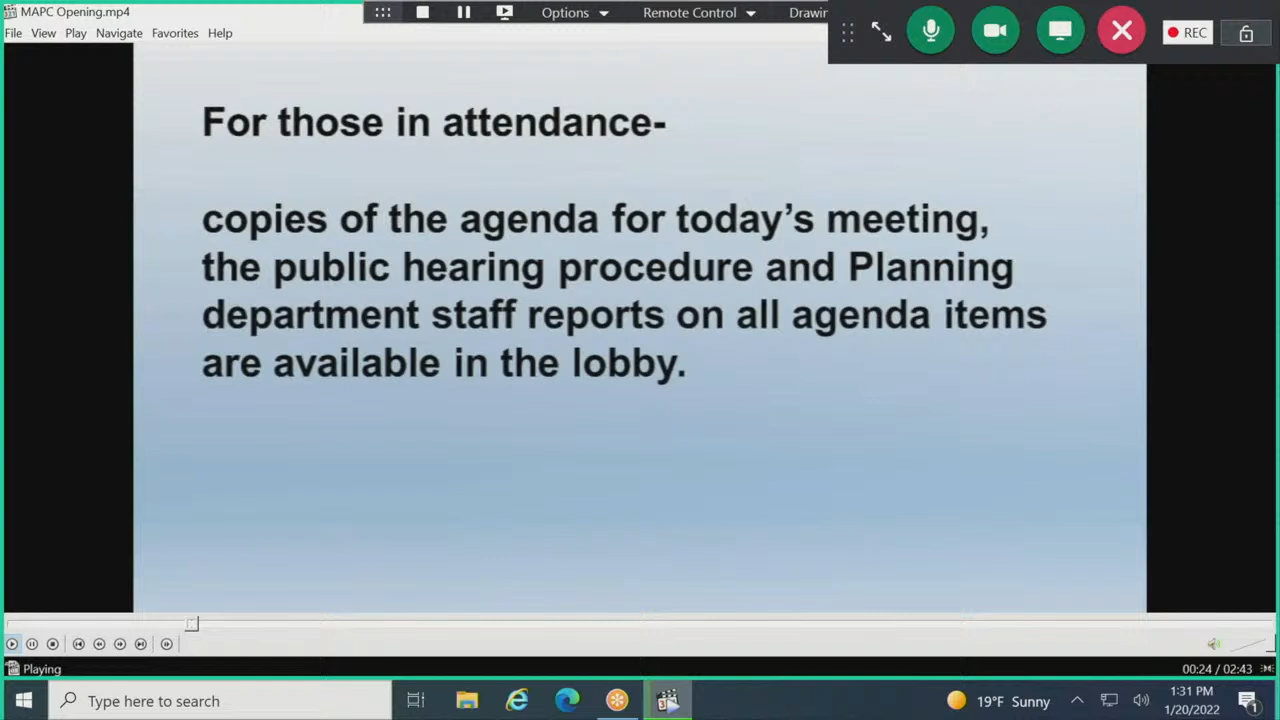 MAPC Opening.mp4
Options
Remote Control
Drawin
REC
File View Play Navigate Favorites Help
For those in attendance-
copies of the agenda for today's meeting,
the public hearing procedure and Planning
department staff reports on all agenda items
are available in the lobby.
Playing
00:24 / 02:43
Type here to search
19°F Sunny
1:31 PM
1/20/2022
1